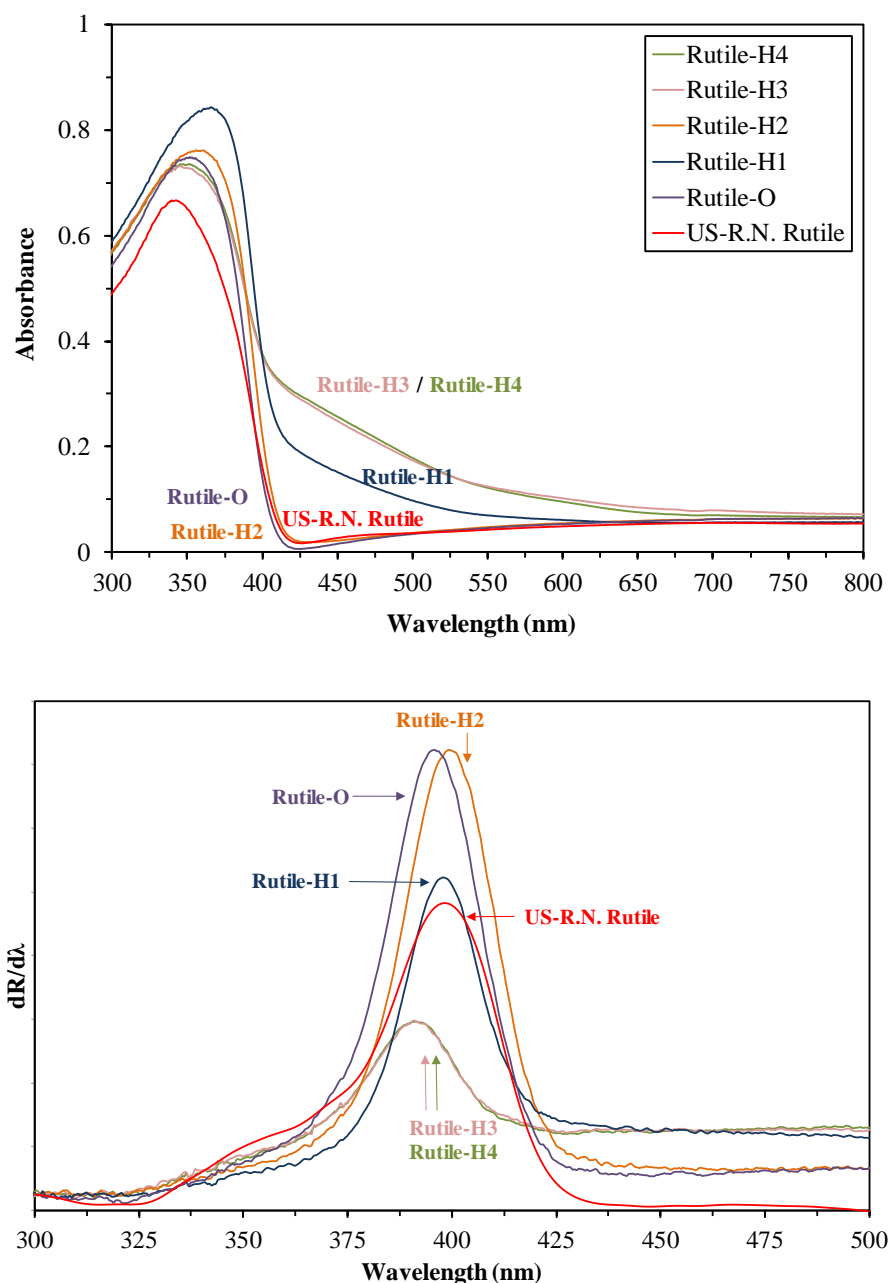 1
0.8
0.6
0.4
0.2
0
Absorbance
Rutile-H4
Rutile-H3
Rutile-H2
Rutile-H1
Rutile-O
US-R.N. Rutile
Rutile-H3 / Rutile-H4
Rutile-H1
Rutile-O
US-R.N. Rutile
Rutile-H2
300 350 400 450 500 550 600 650 700 750 800
Wavelength (nm)
Rutile-H2
Rutile-O
Rutile-H1
US-R.N. Rutile
dR/dλ
Rutile-H3
Rutile-H4
300 325 350 375 400 425 450 475 500
Wavelength (nm)